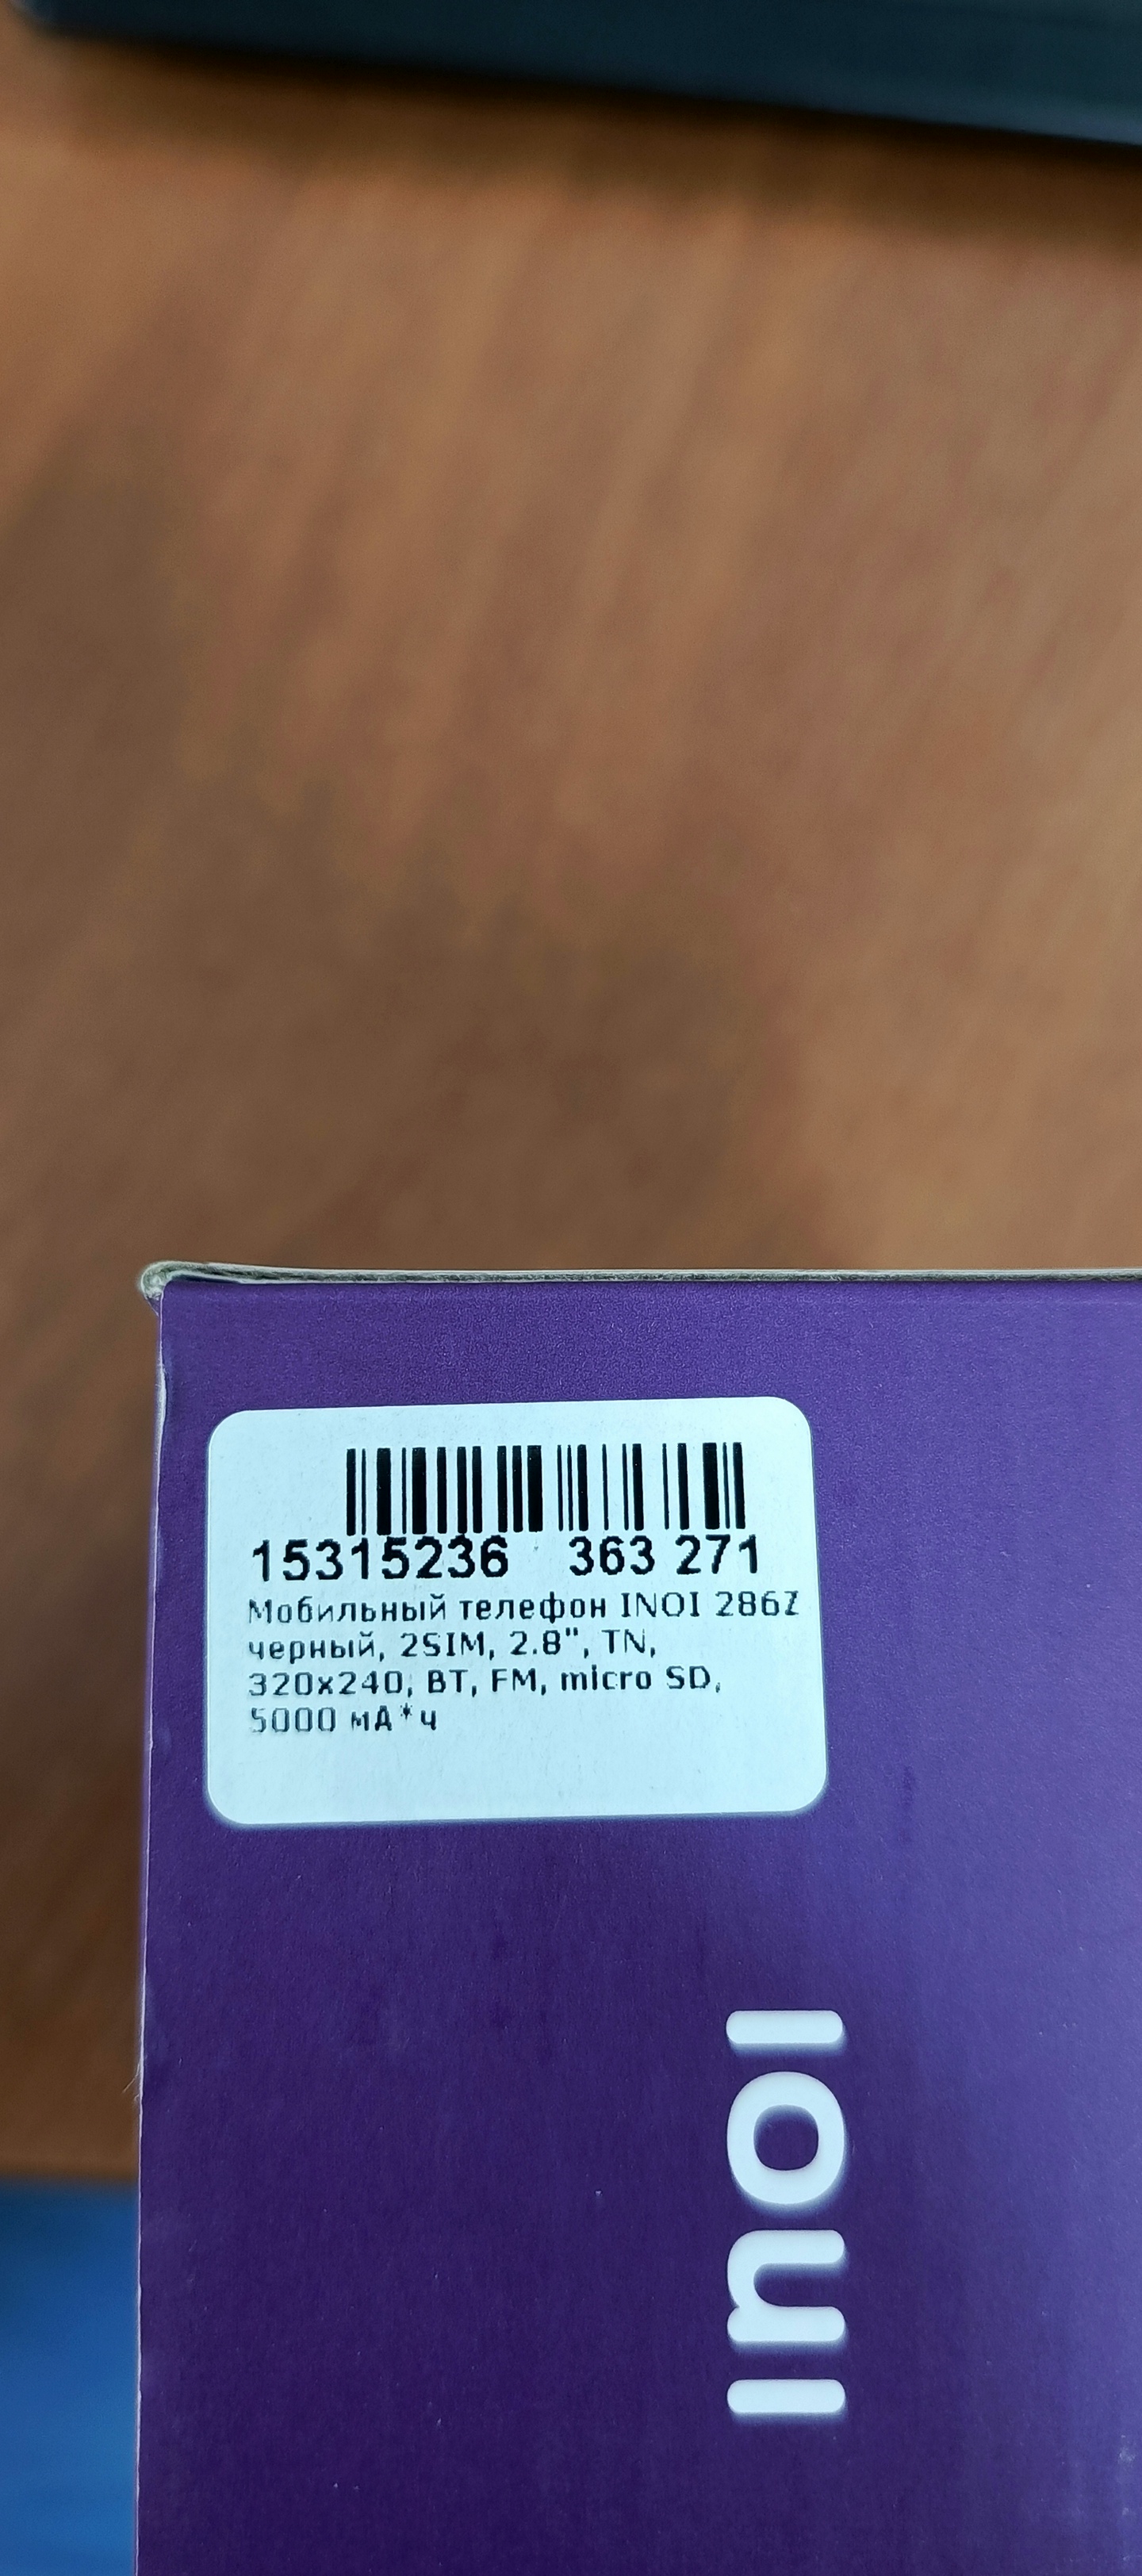 15315236 363 271
Мобильный телефон INOI 286Z
черный, 2SIM, 2.8", TN,
320x240, BT, FM, micro SD,
5000 мА*ч
INOI